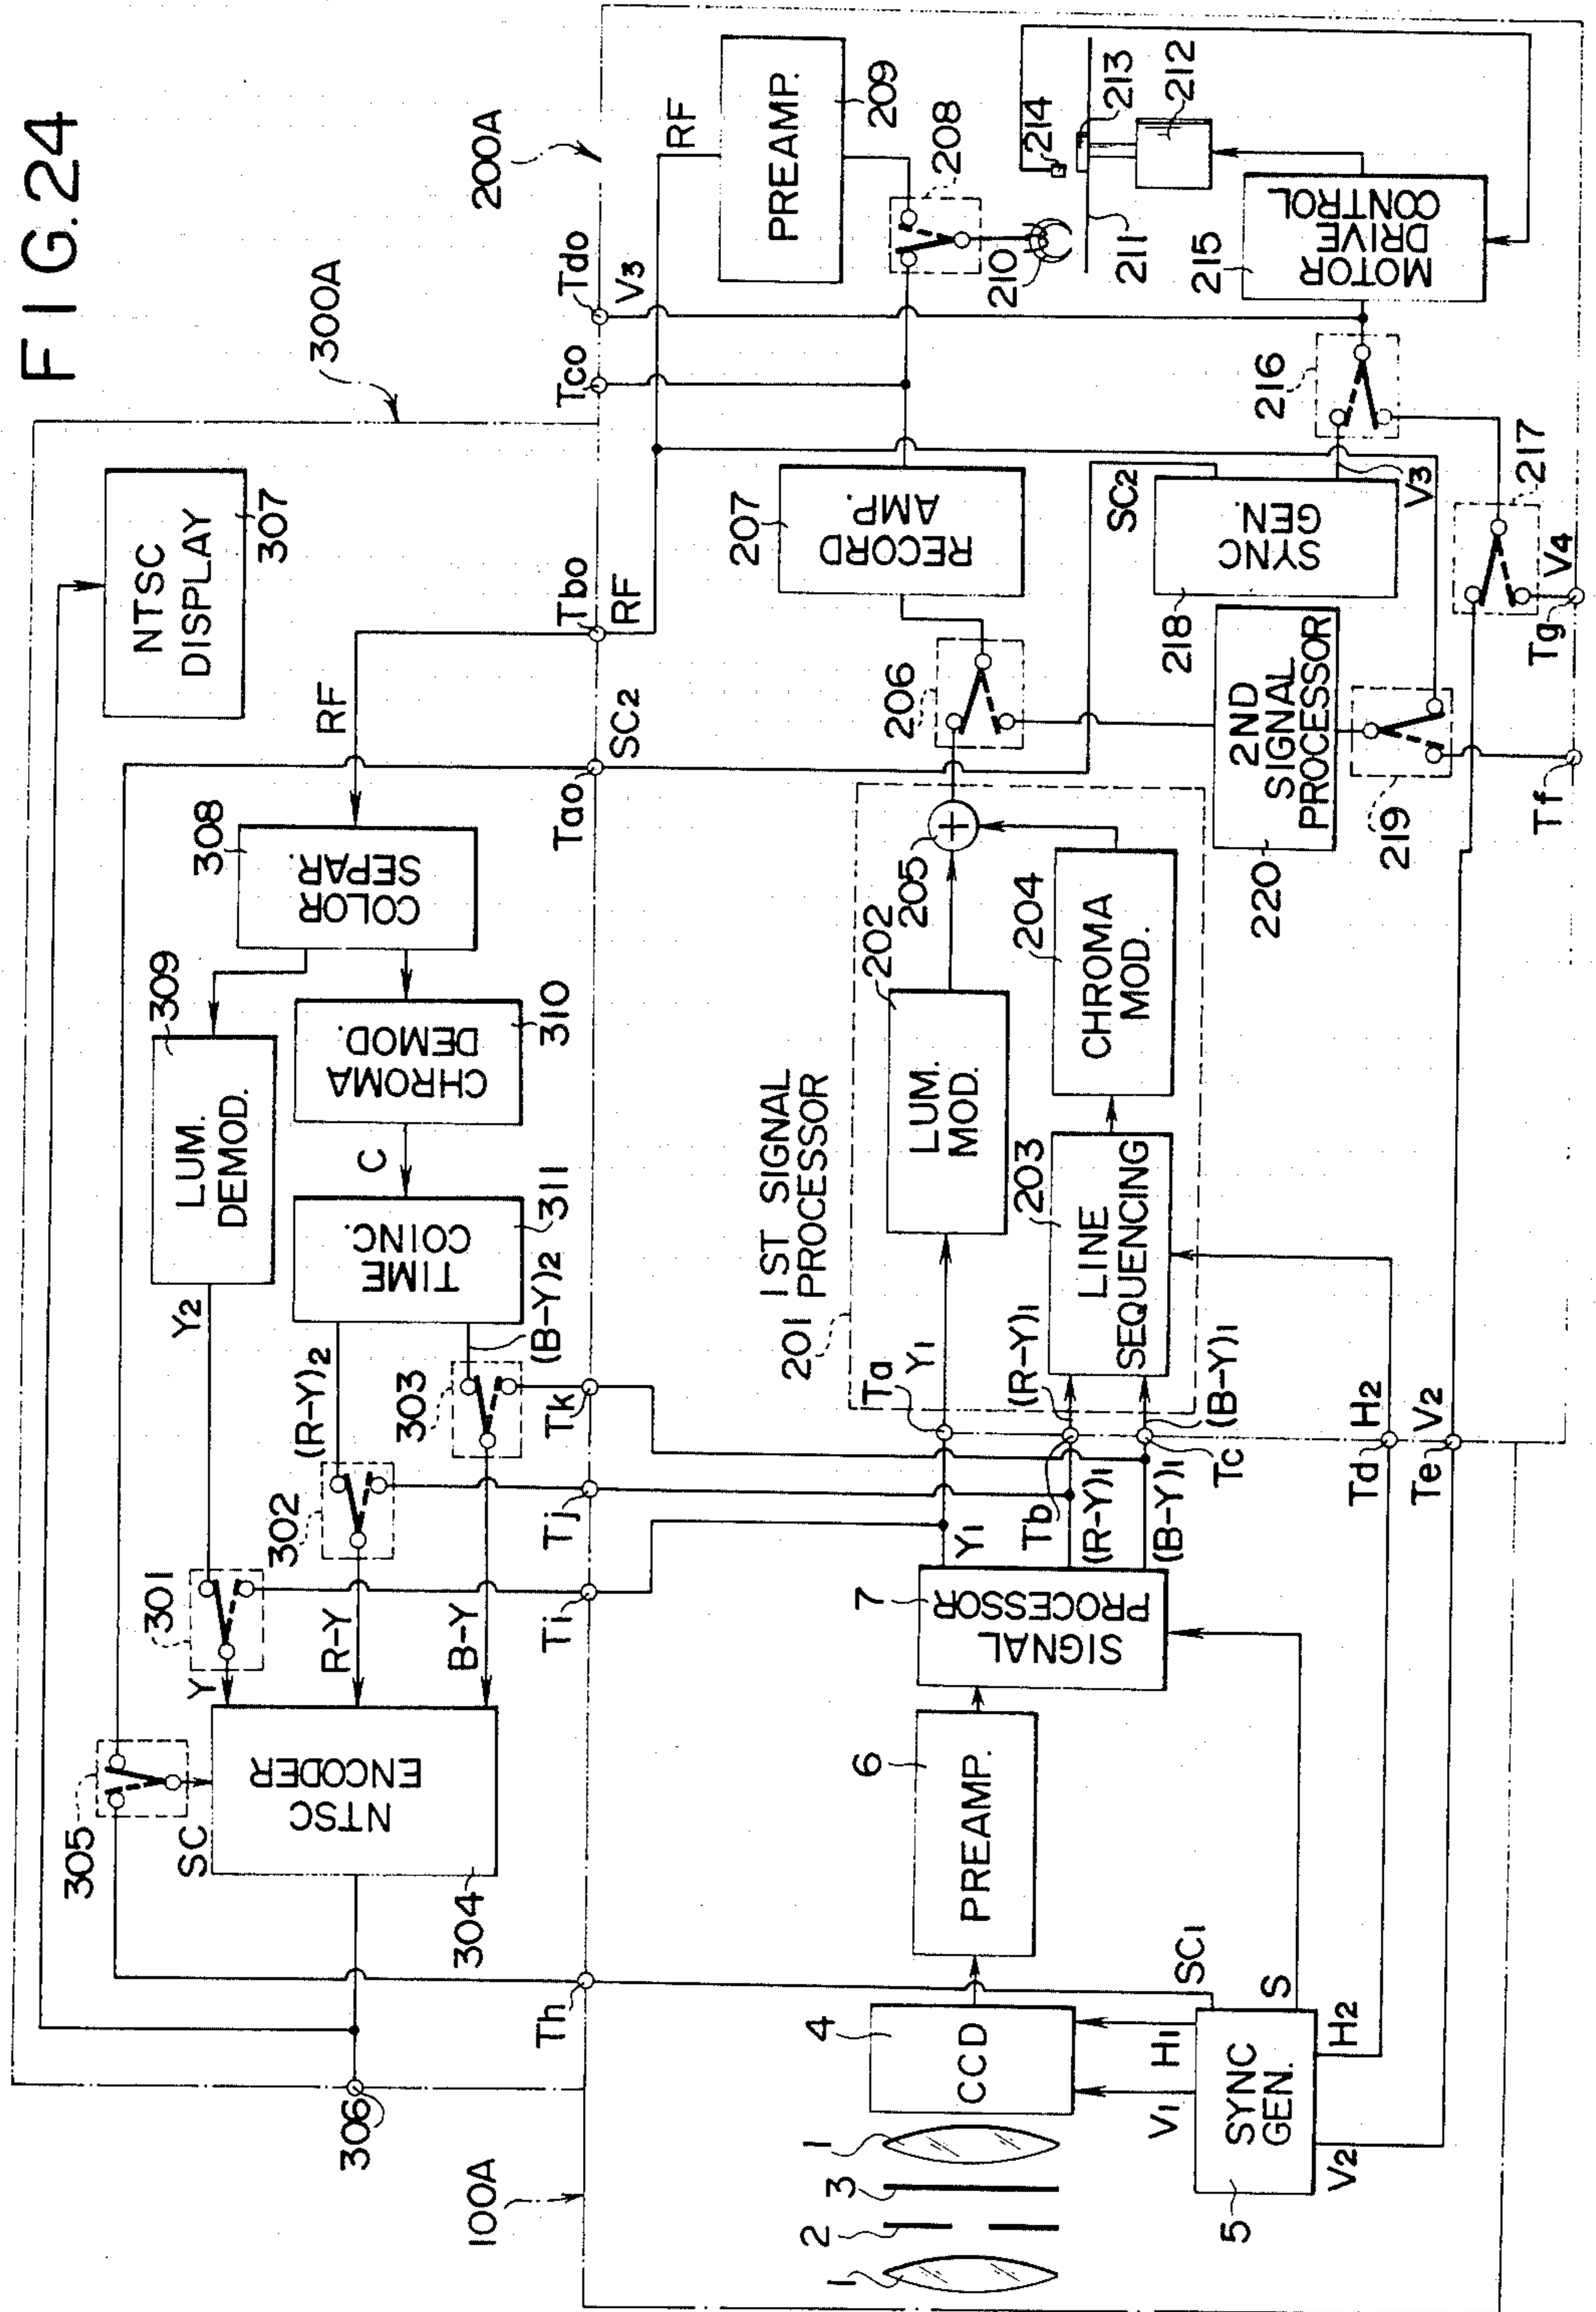 FIG.24
300A
200A
100A
NTSC
DISPLAY
307
RF
COLOR
SEPAR.
308
LUM.
DEMOD.
309
CHROMA
DEMOD.
310
C
TIME
COINC.
311
Y2
(R-Y)2
(B-Y)2
301
302
303
Y
R-Y
B-Y
SC
305
NTSC
ENCODER
304
306
Th
Ti
Tj
Tk
Tao
SC2
Tbo
RF
Tco
Tdo
V3
RF
PREAMP.
209
208
210
211
212
213
214
MOTOR
DRIVE
CONTROL
215
216
217
RECORD
AMP.
207
206
SC2
SYNC
GEN.
218
V3
2ND
SIGNAL
PROCESSOR
220
219
Tf
Tg
V4
1ST SIGNAL
PROCESSOR
201
LUM.
MOD.
202
205
CHROMA
MOD.
204
LINE
SEQUENCING
203
Ta
Y1
(R-Y)1
(B-Y)1
Tb
Tc
Td
H2
Te
V2
Y1
(R-Y)1
(B-Y)1
SIGNAL
PROCESSOR
7
PREAMP.
6
CCD
4
1
3
2
1
V1
H1
SC1
S
SYNC
GEN.
5
H2
V2